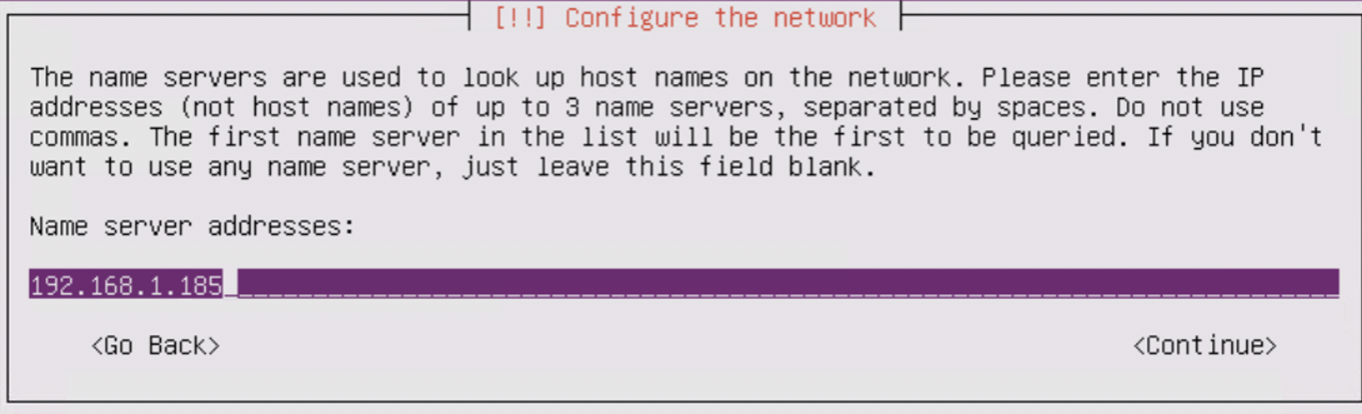 [!!] Configure the network
The name servers are used to look up host names on the network. Please enter the IP
addresses (not host names) of up to 3 name servers, separated by spaces. Do not use
commas. The first name server in the list will be the first to be queried. If you don't
want to use any name server, just leave this field blank.
Name server addresses:
192.168.1.185
<Go Back> <Continue>